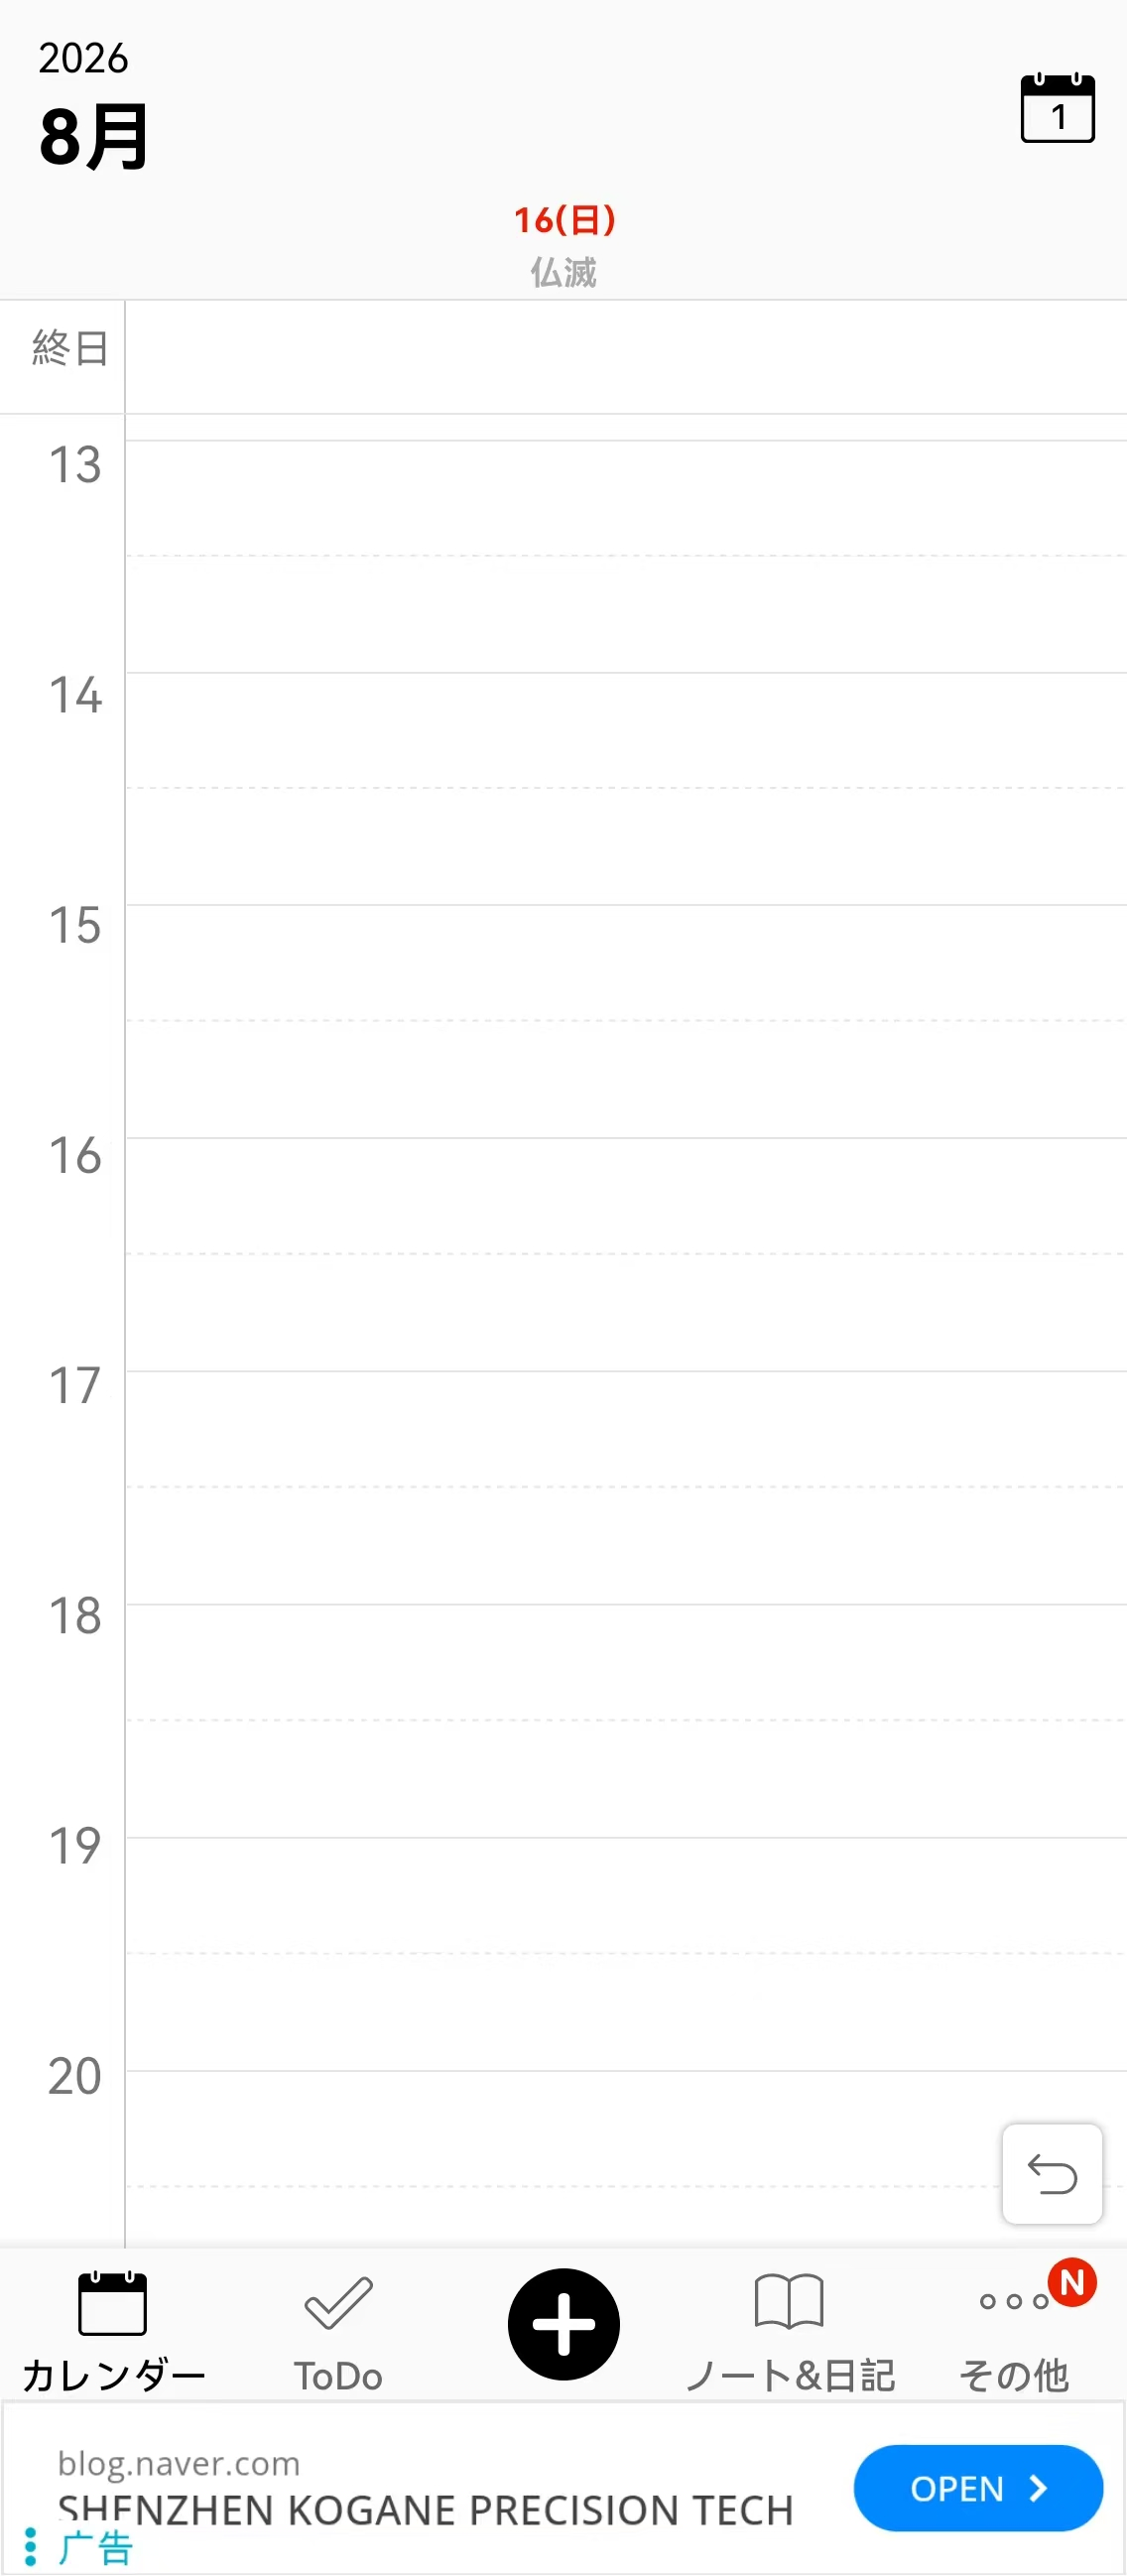 2026
8月
1
16(日)
仏滅
終日
13
14
15
16
17
18
19
20
カレンダー
ToDo
ノート&日記
N
その他
blog.naver.com
SHENZHEN KOGANE PRECISION TECH
OPEN
广告